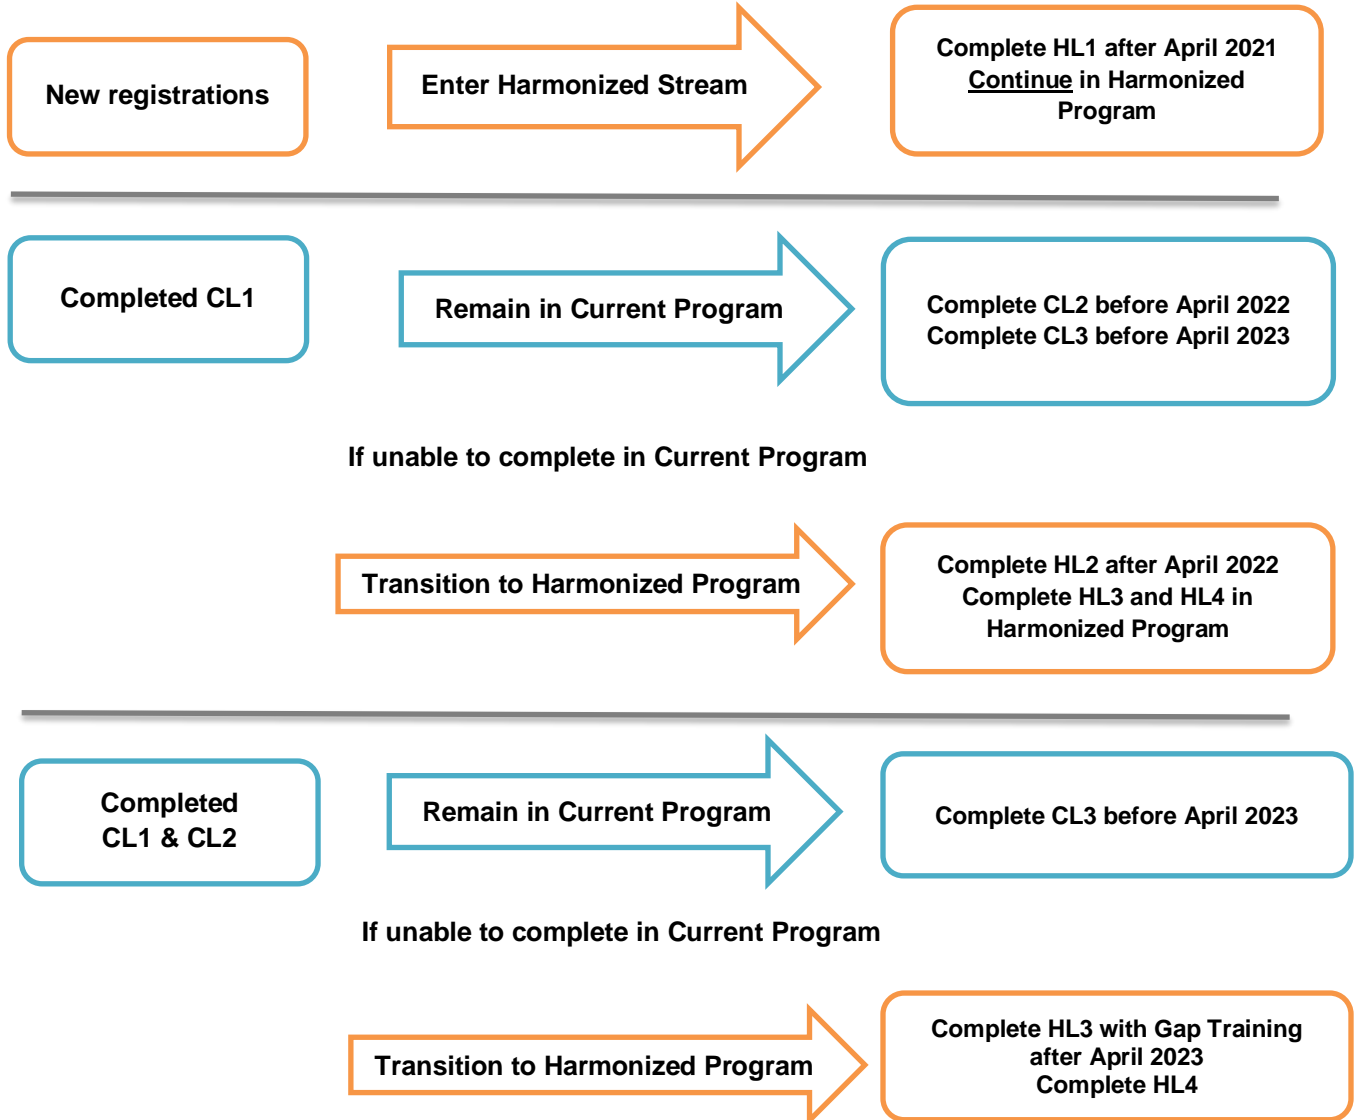 New registrations
Enter Harmonized Stream
Complete HL1 after April 2021
Continue in Harmonized
Program
Completed CL1
Remain in Current Program
Complete CL2 before April 2022
Complete CL3 before April 2023
If unable to complete in Current Program
Transition to Harmonized Program
Complete HL2 after April 2022
Complete HL3 and HL4 in
Harmonized Program
Completed
CL1 & CL2
Remain in Current Program
Complete CL3 before April 2023
If unable to complete in Current Program
Transition to Harmonized Program
Complete HL3 with Gap Training
after April 2023
Complete HL4